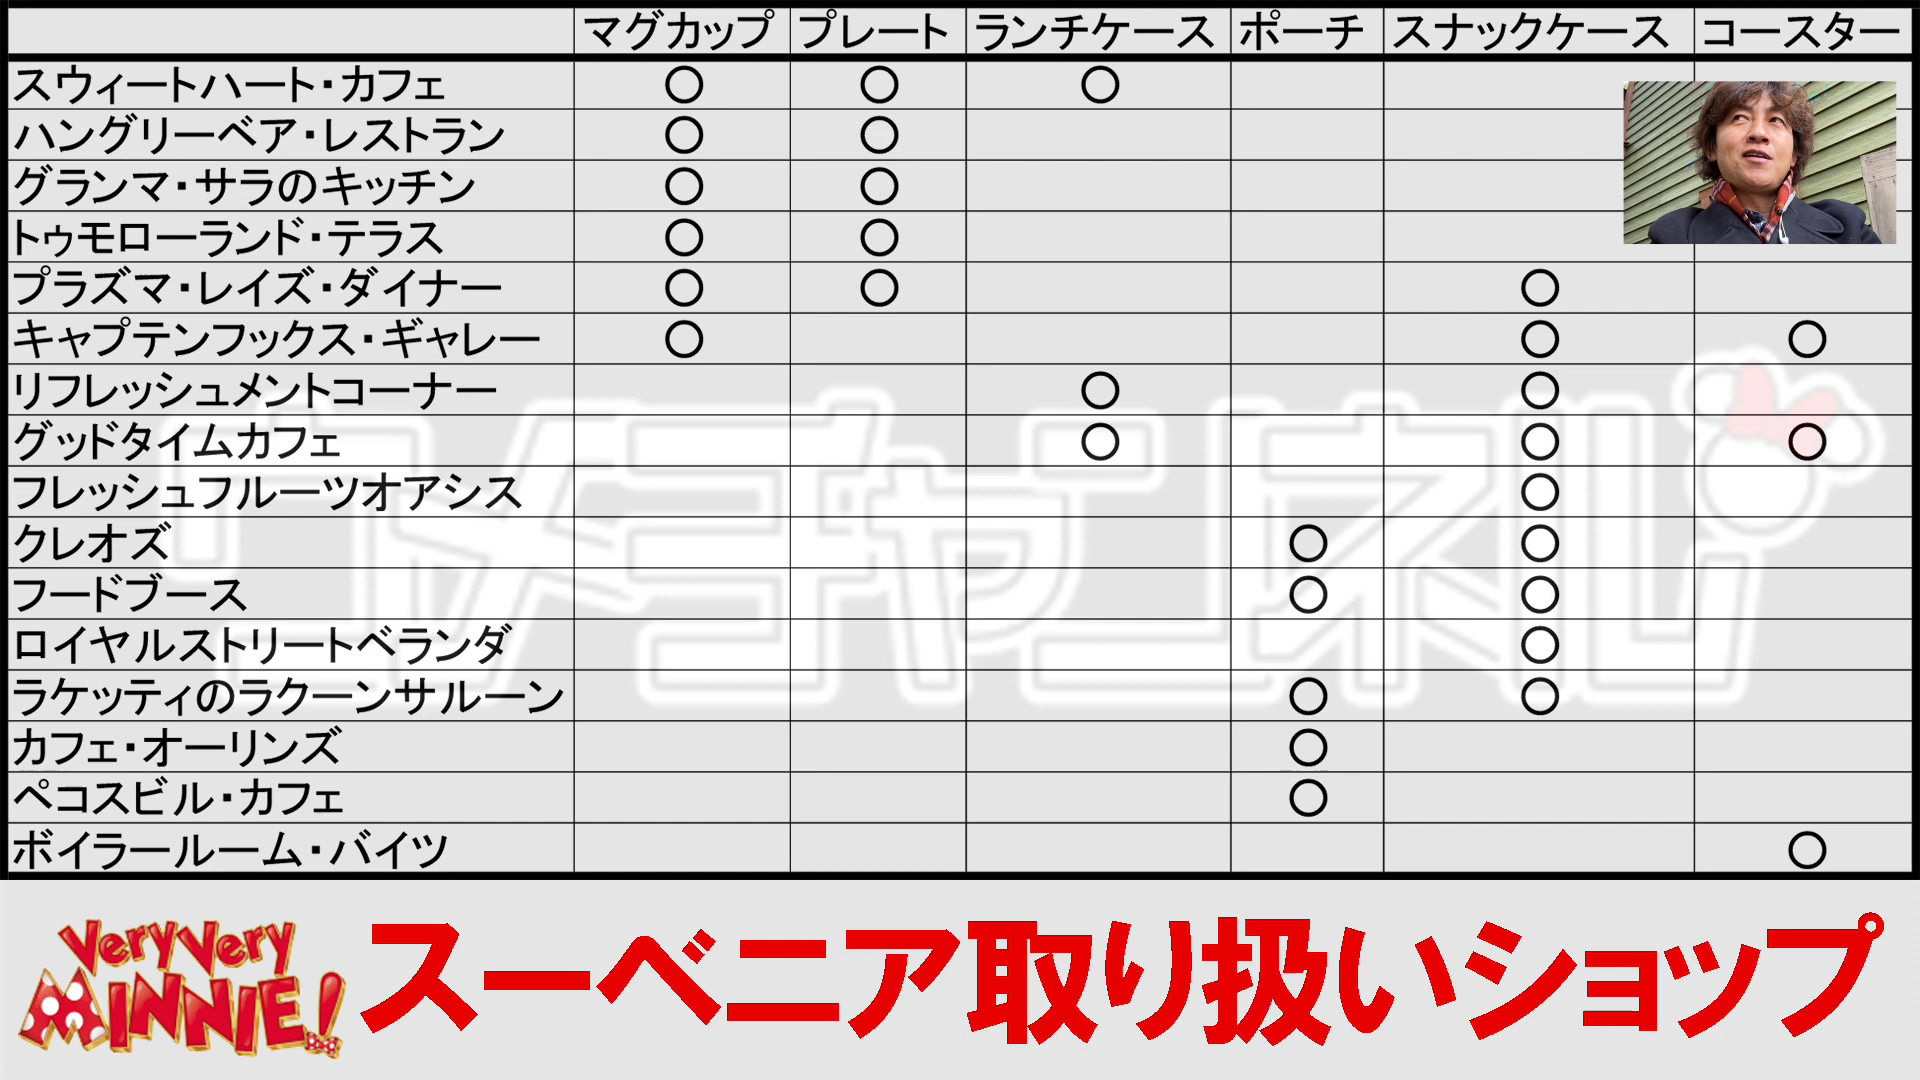 マグカップ プレート ランチケース ポーチ スナックケース コースター
スウィートハート・カフェ ○ ○ ○
ハングリーベア・レストラン ○ ○
グランマ・サラのキッチン ○ ○
トゥモローランド・テラス ○ ○
プラズマ・レイズ・ダイナー ○ ○ ○
キャプテンフックス・ギャレー ○ ○ ○
リフレッシュメントコーナー ○ ○
グッドタイムカフェ ○ ○ ○
フレッシュフルーツオアシス ○
クレオズ ○ ○
フードブース ○ ○
ロイヤルストリートベランダ ○
ラケッティのラクーンサルーン ○ ○
カフェ・オーリンズ ○
ペコスビル・カフェ ○
ボイラールーム・バイツ ○
Very Very
MINNIE!
スーベニア取り扱いショップ